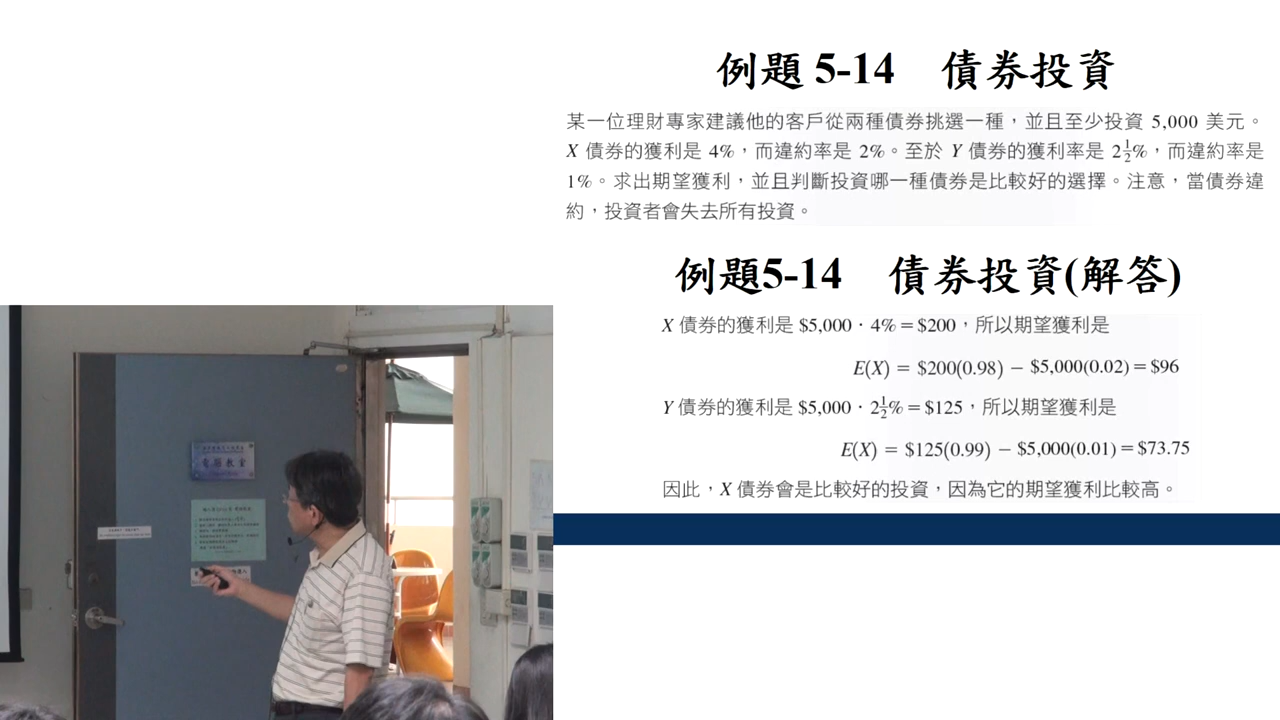 例題 5-14　債券投資
某一位理財專家建議他的客戶從兩種債券挑選一種，並且至少投資 5,000 美元。
X 債券的獲利是 4%，而違約率是 2%。至於 Y 債券的獲利率是 2½%，而違約率是
1%。求出期望獲利，並且判斷投資哪一種債券是比較好的選擇。注意，當債券違
約，投資者會失去所有投資。
例題5-14　債券投資(解答)
X 債券的獲利是 $5,000 · 4% = $200，所以期望獲利是
E(X) = $200(0.98) − $5,000(0.02) = $96
Y 債券的獲利是 $5,000 · 2½% = $125，所以期望獲利是
E(X) = $125(0.99) − $5,000(0.01) = $73.75
因此，X 債券會是比較好的投資，因為它的期望獲利比較高。
電腦教室